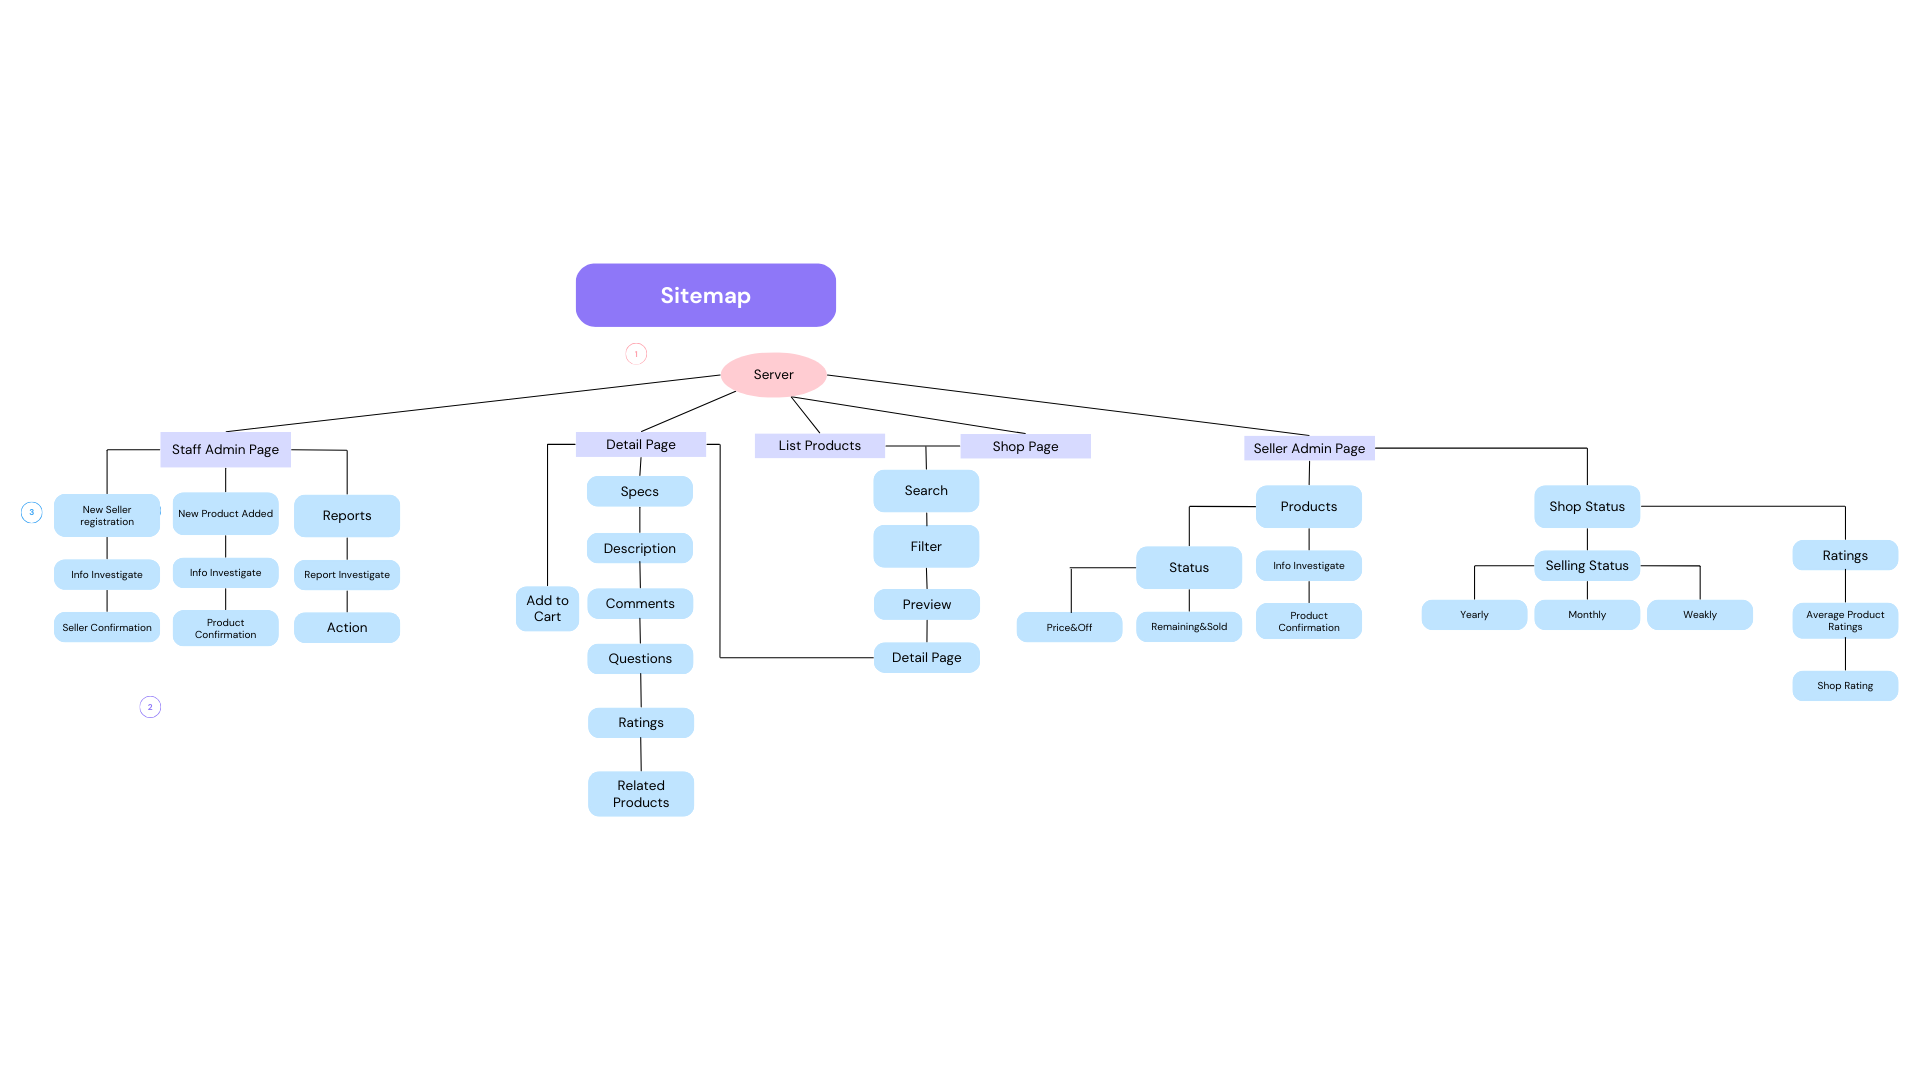 Sitemap
1
Server
Staff Admin Page
Detail Page
List Products
Shop Page
Seller Admin Page
3
New Seller
registration
New Product Added
Reports
Info Investigate
Info Investigate
Report Investigate
Seller Confirmation
Product
Confirmation
Action
2
Add to
Cart
Specs
Description
Comments
Questions
Ratings
Related
Products
Search
Filter
Preview
Detail Page
Products
Status
Info Investigate
Price&Off
Remaining&Sold
Product
Confirmation
Shop Status
Selling Status
Yearly
Monthly
Weakly
Ratings
Average Product
Ratings
Shop Rating